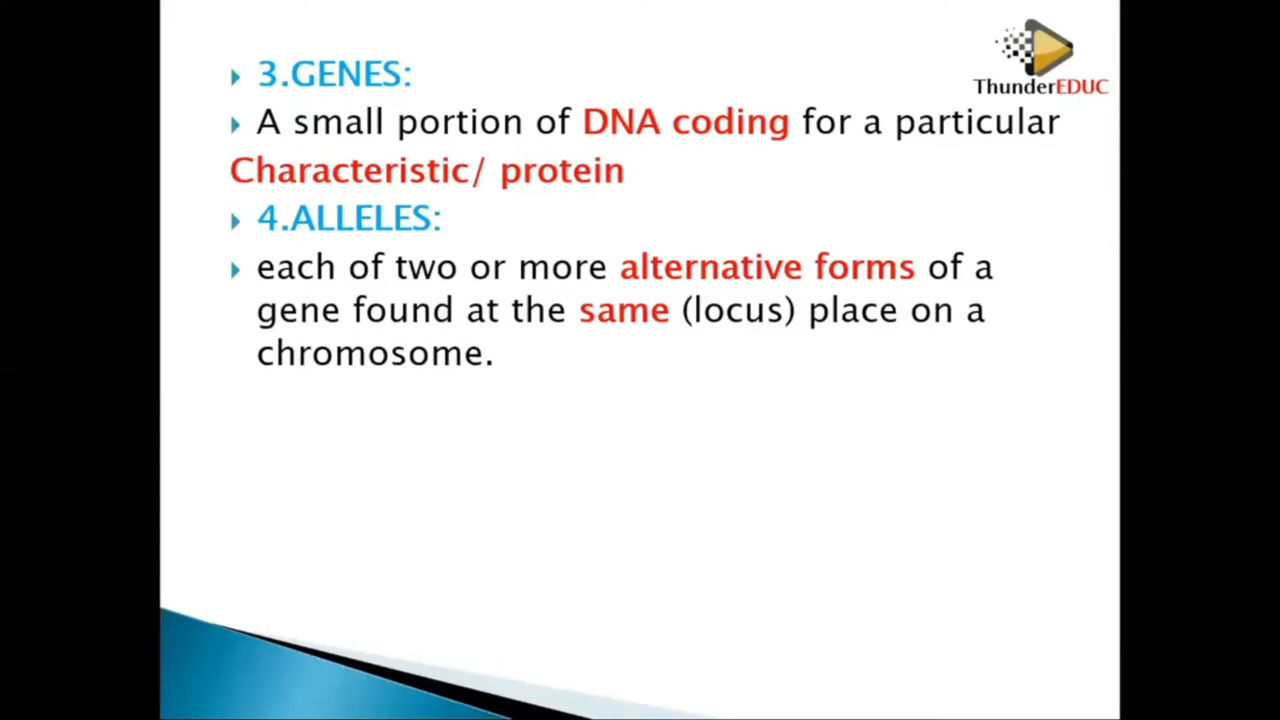 ThunderEDUC
3.GENES:
A small portion of DNA coding for a particular
Characteristic/ protein
4.ALLELES:
each of two or more alternative forms of a
gene found at the same (locus) place on a
chromosome.